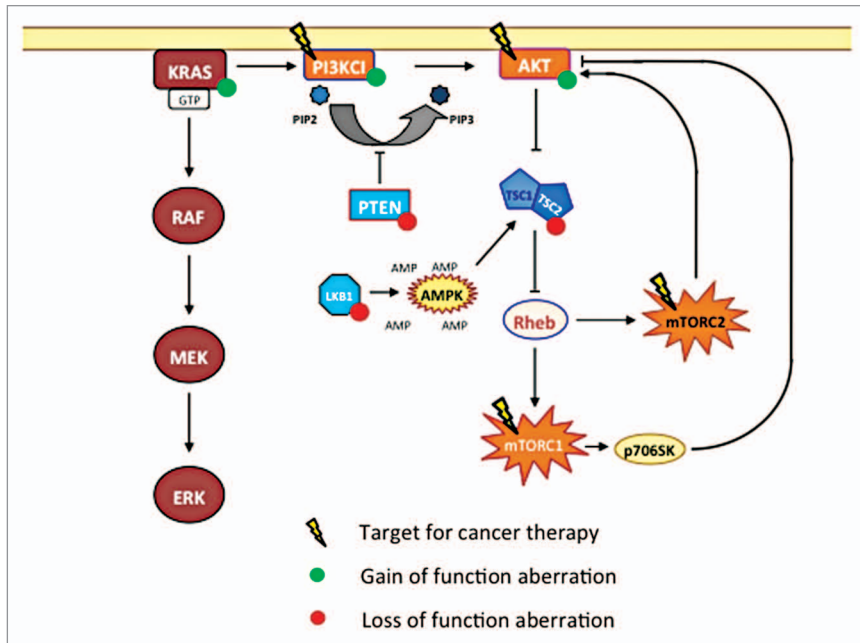 KRAS
GTP
PI3KCI
AKT
PIP2
PIP3
PTEN
TSC1
TSC2
RAF
LKB1
AMP AMP
AMPK
AMP AMP
Rheb
mTORC2
MEK
mTORC1
p706SK
ERK
Target for cancer therapy
Gain of function aberration
Loss of function aberration